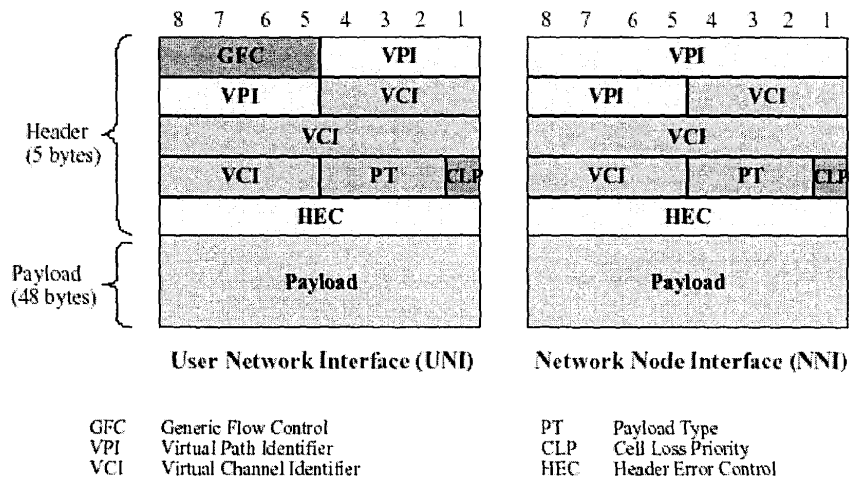 8 7 6 5 4 3 2 1 8 7 6 5 4 3 2 1
GFC VPI VPI
VPI VCI VPI VCI
Header
(5 bytes)
VCI VCI
VCI PT CLP VCI PT CLP
HEC HEC
Payload
(48 bytes)
Payload Payload
User Network Interface (UNI) Network Node Interface (NNI)
GFC Generic Flow Control PT Payload Type
VPI Virtual Path Identifier CLP Cell Loss Priority
VCI Virtual Channel Identifier HEC Header Error Control